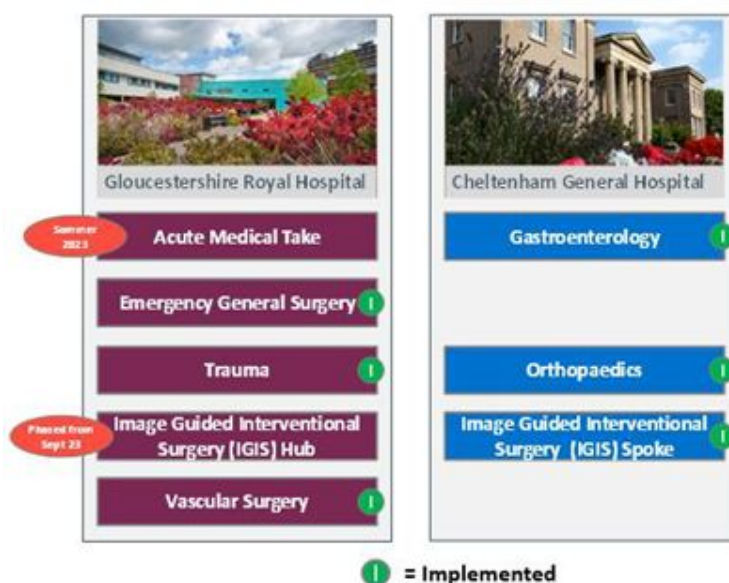 Gloucestershire Royal Hospital
Cheltenham General Hospital
Summer
2023
Acute Medical Take
Gastroenterology
I
Emergency General Surgery
I
Trauma
I
Orthopaedics
I
Phased from
Sept 23
Image Guided Interventional
Surgery (IGIS) Hub
Image Guided Interventional
Surgery (IGIS) Spoke
I
Vascular Surgery
I
I = Implemented